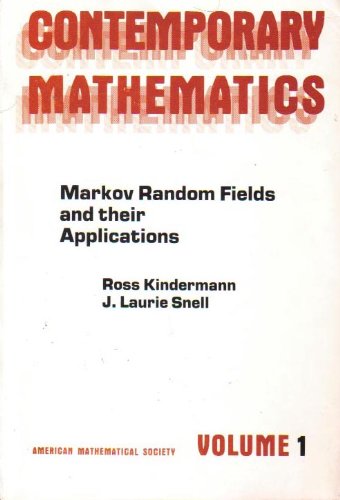 CONTEMPORARY
MATHEMATICS
Markov Random Fields
and their
Applications
Ross Kindermann
J. Laurie Snell
AMERICAN MATHEMATICAL SOCIETY VOLUME 1